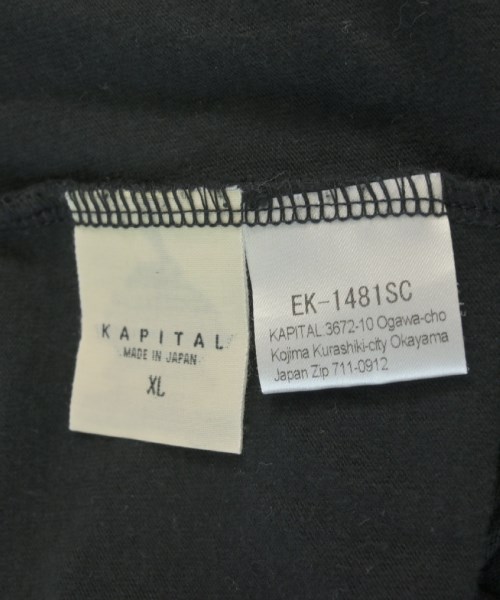 KAPITAL
MADE IN JAPAN
XL
EK-1481SC
KAPITAL 3672-10 Ogawa-cho
Kojima Kurashiki-city Okayama
Japan Zip 711-0912